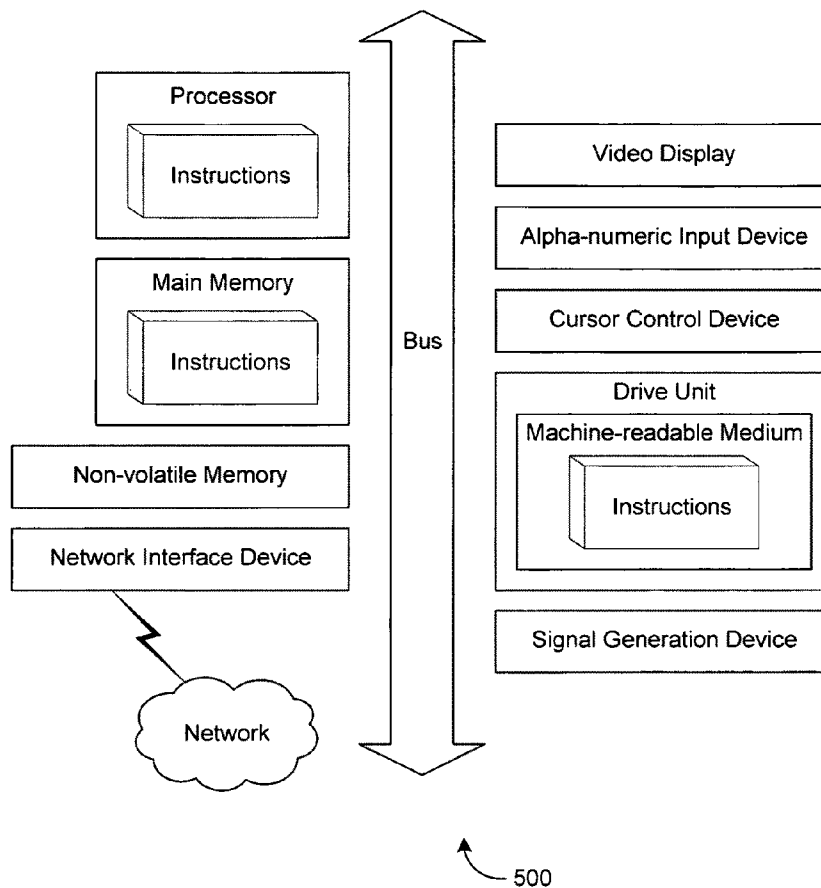 Processor
Instructions
Main Memory
Instructions
Non-volatile Memory
Network Interface Device
Network
Bus
Video Display
Alpha-numeric Input Device
Cursor Control Device
Drive Unit
Machine-readable Medium
Instructions
Signal Generation Device
500